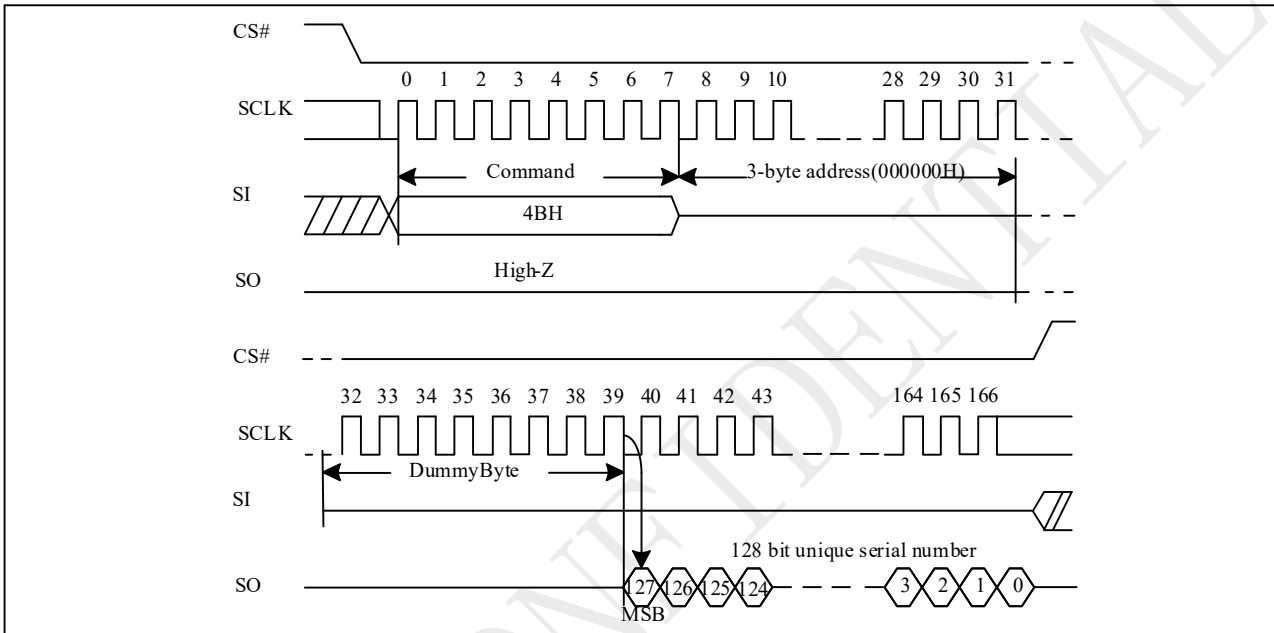 CS#
0 1 2 3 4 5 6 7 8 9 10 28 29 30 31
SCLK
Command 3-byte address(000000H)
SI
4BH
High-Z
SO
CS#
32 33 34 35 36 37 38 39 40 41 42 43 164 165 166
SCLK
DummyByte
SI
128 bit unique serial number
SO 127 126 125 124 3 2 1 0
MSB